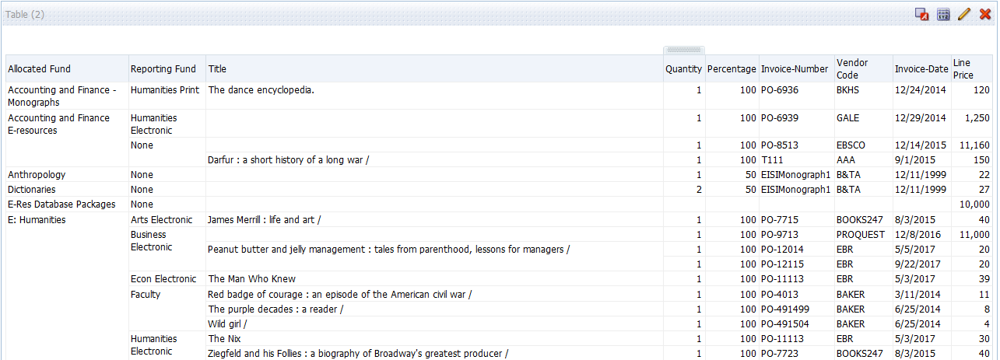 Table (2)
Allocated Fund Reporting Fund Title Quantity Percentage Invoice-Number Vendor Code Invoice-Date Line Price
Accounting and Finance - Monographs Humanities Print The dance encyclopedia. 1 100 PO-6936 BKHS 12/24/2014 120
Accounting and Finance E-resources Humanities Electronic 1 100 PO-6939 GALE 12/29/2014 1,250
None 1 100 PO-8513 EBSCO 12/14/2015 11,160
Darfur : a short history of a long war / 1 100 T111 AAA 9/1/2015 150
Anthropology None 1 50 EISIMonograph1 B&TA 12/11/1999 22
Dictionaries None 2 50 EISIMonograph1 B&TA 12/11/1999 27
E-Res Database Packages None 10,000
E: Humanities Arts Electronic James Merrill : life and art / 1 100 PO-7715 BOOKS247 8/3/2015 40
Business Electronic 1 100 PO-9713 PROQUEST 12/8/2016 11,000
Peanut butter and jelly management : tales from parenthood, lessons for managers / 1 100 PO-12014 EBR 5/5/2017 20
1 100 PO-12115 EBR 9/22/2017 20
Econ Electronic The Man Who Knew 1 100 PO-11113 EBR 5/3/2017 39
Faculty Red badge of courage : an episode of the American civil war / 1 100 PO-4013 BAKER 3/11/2014 11
The purple decades : a reader / 1 100 PO-491499 BAKER 6/25/2014 8
Wild girl / 1 100 PO-491504 BAKER 6/25/2014 4
Humanities Electronic The Nix 1 100 PO-11113 EBR 5/3/2017 30
Ziegfeld and his Follies : a biography of Broadway's greatest producer / 1 100 PO-7723 BOOKS247 8/3/2015 40